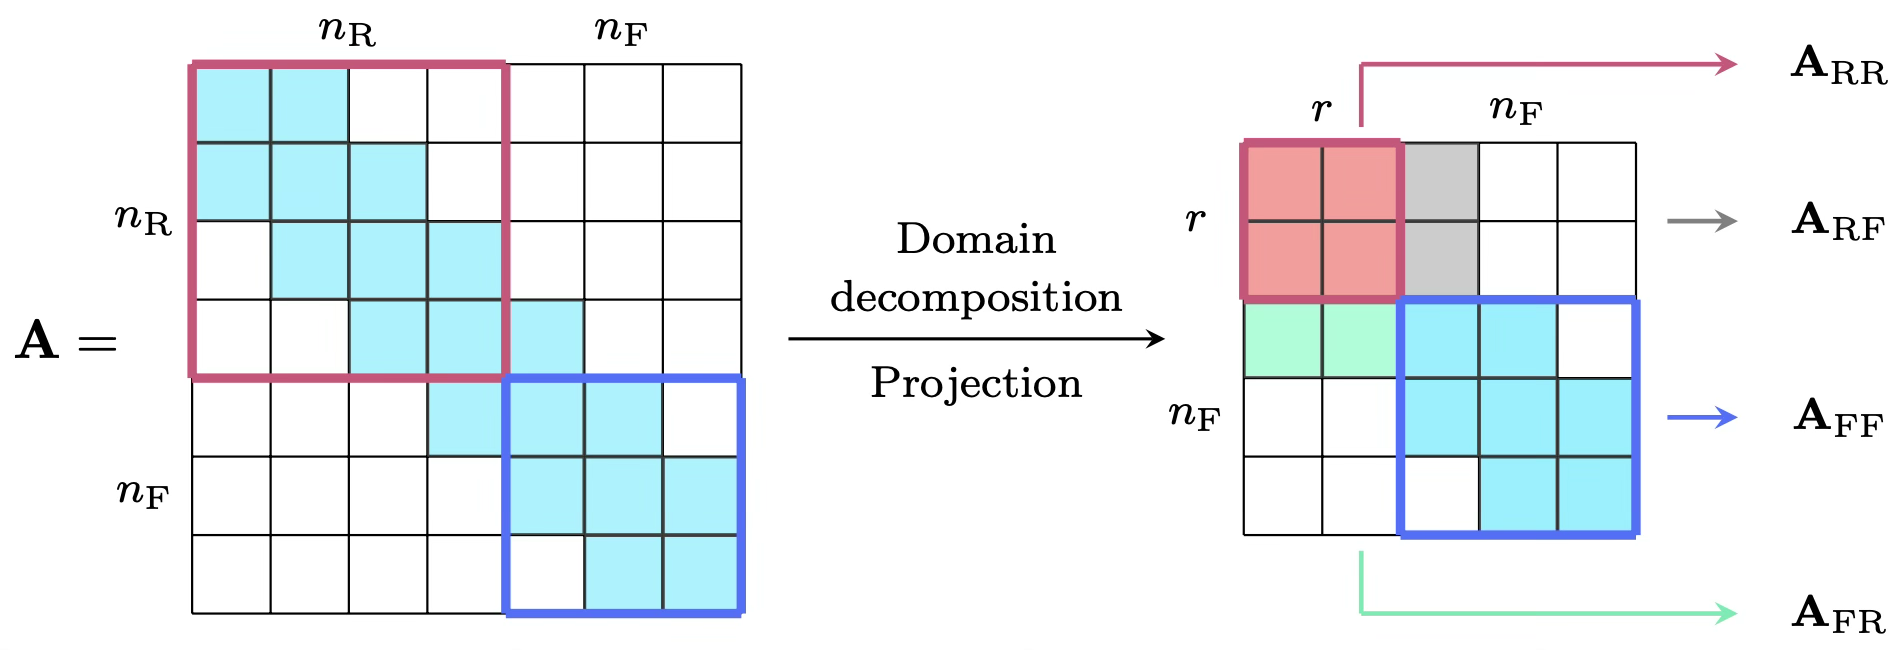 n_R n_F
n_R
A =
n_F
Domain
decomposition
Projection
r n_F
r
n_F
A_RR
A_RF
A_FF
A_FR